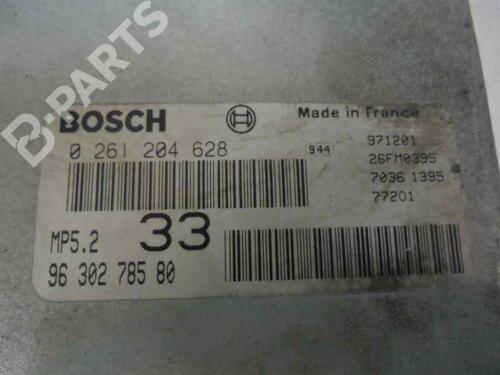 B-PARTS
BOSCH
Made in France
0 261 204 628
944
971201
26FM0395
7036 1395
77201
MP5.2
33
96 302 785 80